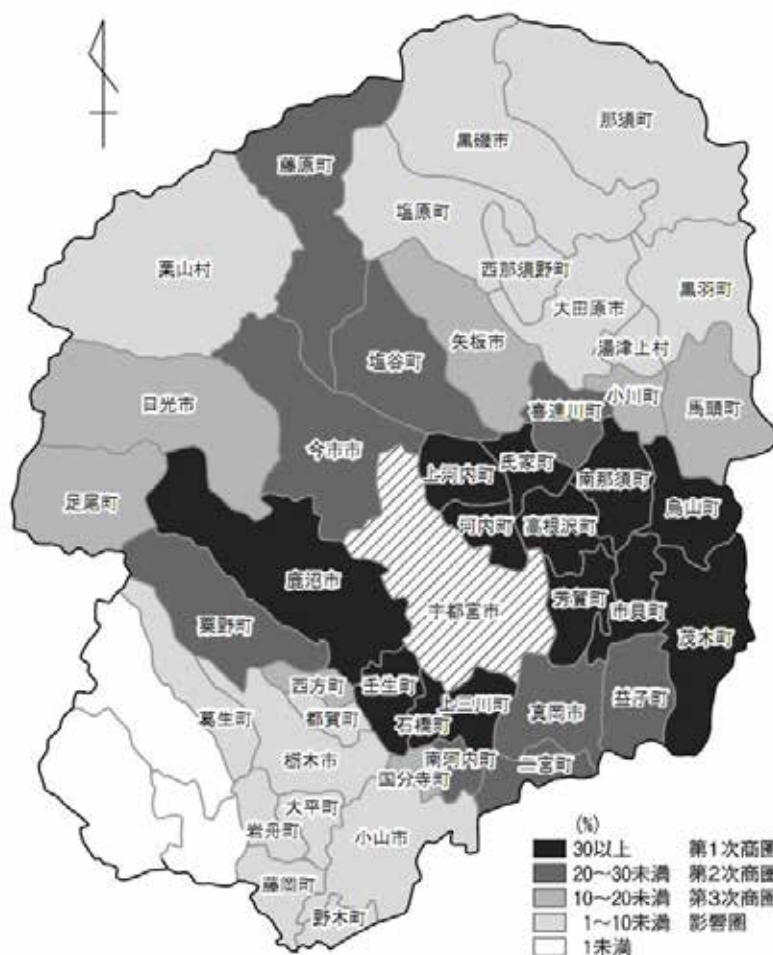 那須町
黒磯市
藤原町
塩原町
西那須野町
栗山村
大田原市
黒羽町
湯津上村
矢板市
塩谷町
小川町
馬頭町
喜連川町
日光市
今市市
氏家町
上河内町
南那須町
足尾町
河内町
高根沢町
烏山町
鹿沼市
宇都宮市
芳賀町
市貝町
粟野町
茂木町
西方町
壬生町
上三川町
益子町
真岡市
葛生町
都賀町
石橋町
栃木市
南河内町
二宮町
国分寺町
大平町
岩舟町
小山市
藤岡町
野木町
(%)
30以上 第1次商圏
20〜30未満 第2次商圏
10〜20未満 第3次商圏
1〜10未満 影響圏
1未満